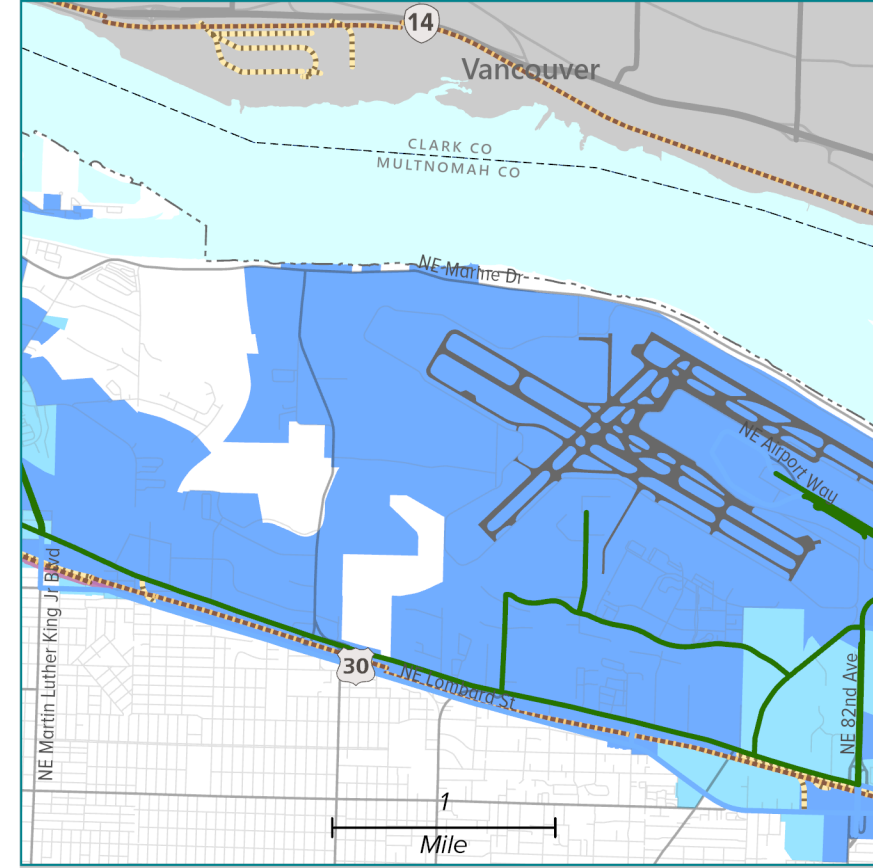 14
Vancouver
CLARK CO
MULTNOMAH CO
NE Marine Dr
NE Airport Way
NE Martin Luther King Jr Blvd
30
NE Lombard St
NE 82nd Ave
1
Mile